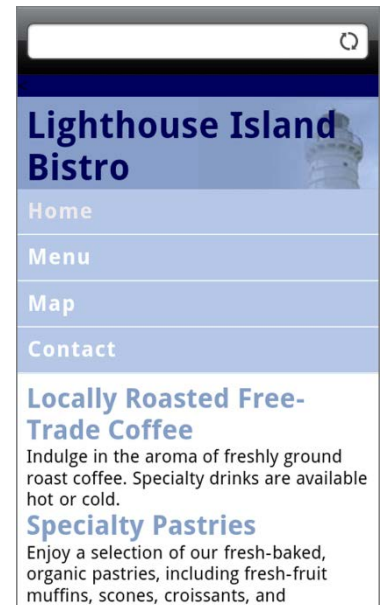 Lighthouse Island
Bistro
Home
Menu
Map
Contact
Locally Roasted Free-
Trade Coffee
Indulge in the aroma of freshly ground
roast coffee. Specialty drinks are available
hot or cold.
Specialty Pastries
Enjoy a selection of our fresh-baked,
organic pastries, including fresh-fruit
muffins, scones, croissants, and